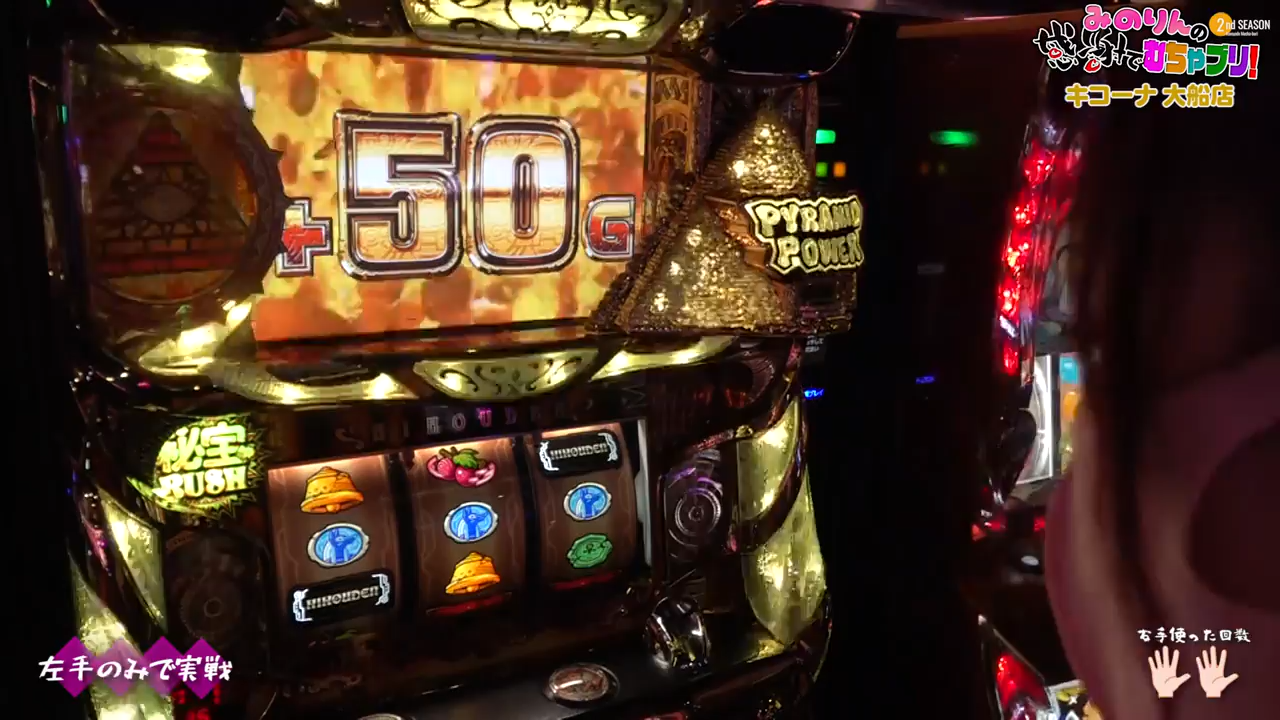 みのりんの
2nd SEASON
むちゃブリ!
キコーナ 大船店
+50G
PYRAMID
POWER
秘宝
RUSH
HIHOUDEN
HIHOUDEN
左手のみで実戦
右手使った回数